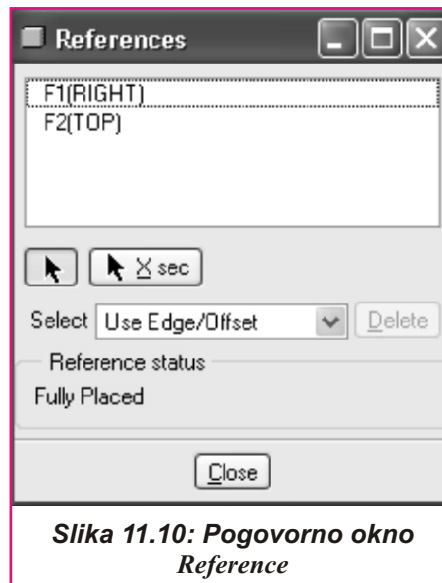 References
F1(RIGHT)
F2(TOP)
X sec
Select Use Edge/Offset Delete
Reference status
Fully Placed
Close
Slika 11.10: Pogovorno okno
Reference